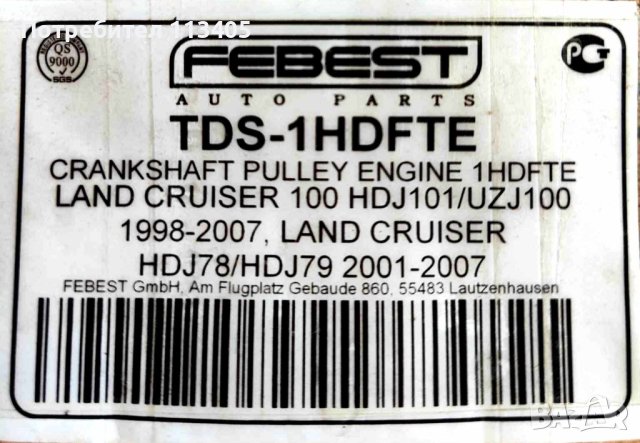 Потребител 113405
QS
9000
SGS
FEBEST
AUTO PARTS
TDS-1HDFTE
CRANKSHAFT PULLEY ENGINE 1HDFTE
LAND CRUISER 100 HDJ101/UZJ100
1998-2007, LAND CRUISER
HDJ78/HDJ79 2001-2007
FEBEST GmbH, Am Flugplatz Gebaude 860, 55483 Lautzenhausen
BAZAR